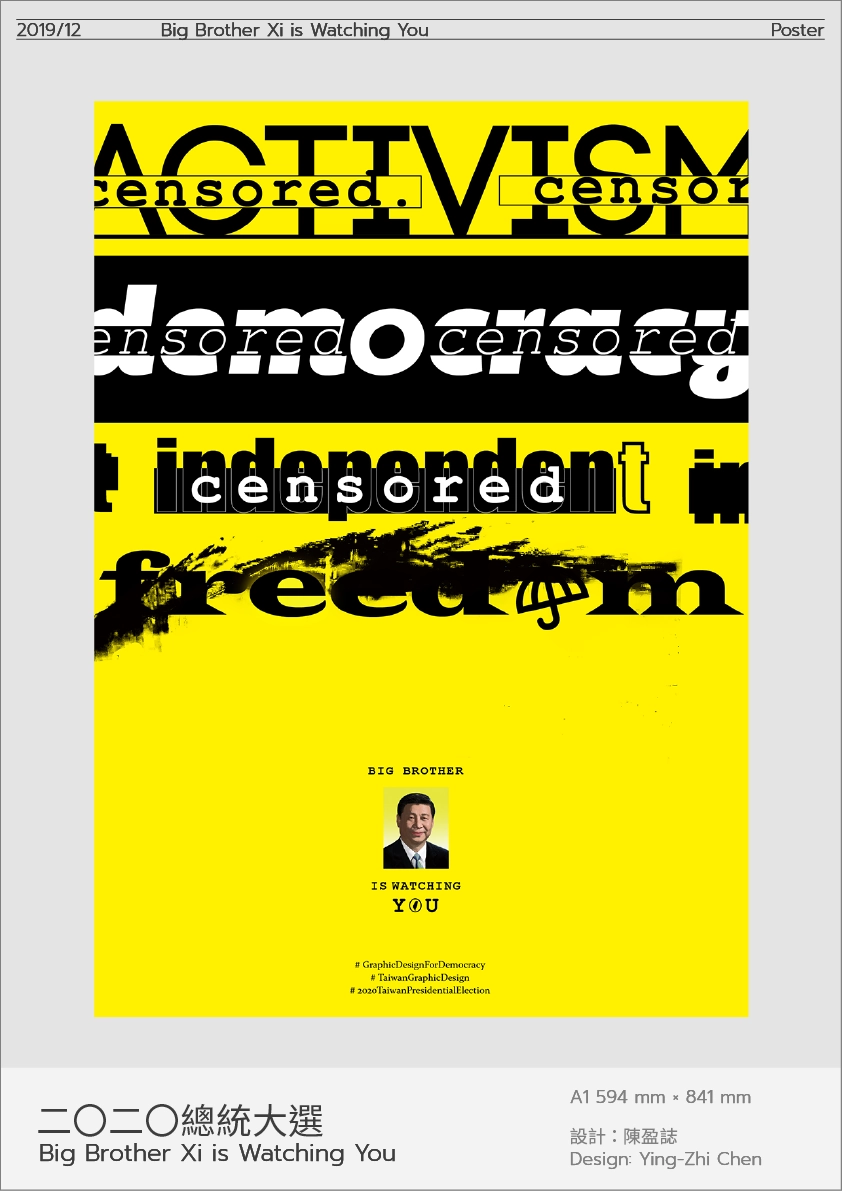 2019/12 Big Brother Xi is Watching You Poster
ACTIVISM
censored. censor
democracy
ensored censored
t independent in
censored
freed m
BIG BROTHER
IS WATCHING
YOU
# GraphicDesignForDemocracy
# TaiwanGraphicDesign
# 2020TaiwanPresidentialElection
二〇二〇總統大選
Big Brother Xi is Watching You
A1 594 mm × 841 mm
設計：陳盈誌
Design: Ying-Zhi Chen